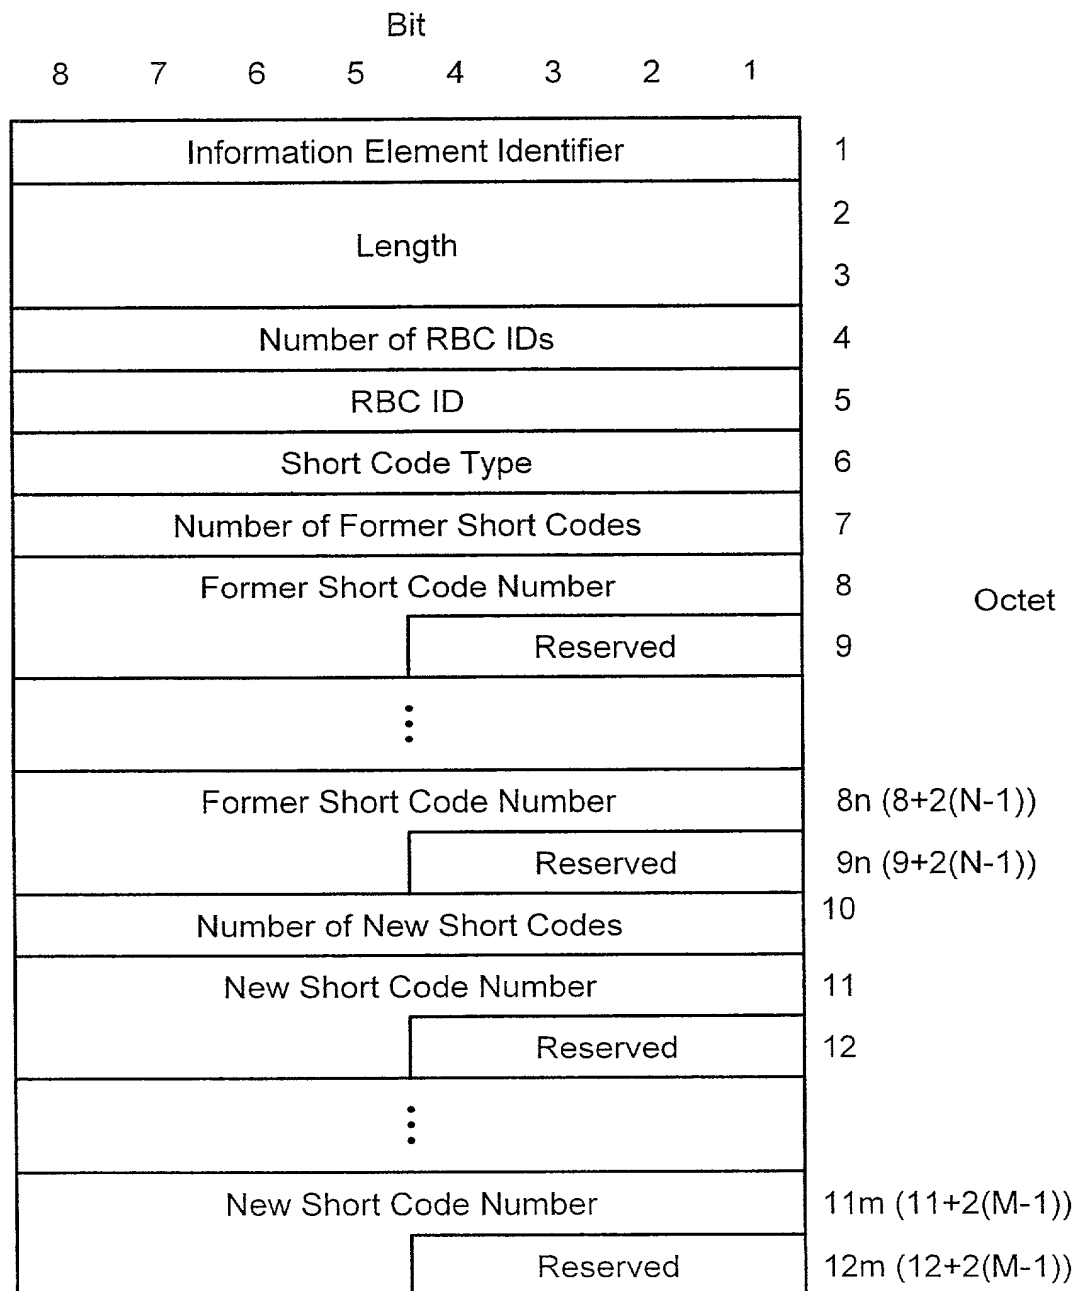 Bit
8 7 6 5 4 3 2 1
Information Element Identifier 1
2
Length
3
Number of RBC IDs 4
RBC ID 5
Short Code Type 6
Number of Former Short Codes 7
Former Short Code Number 8
Octet
Reserved 9
Former Short Code Number 8n (8+2(N-1))
Reserved 9n (9+2(N-1))
Number of New Short Codes 10
New Short Code Number 11
Reserved 12
New Short Code Number 11m (11+2(M-1))
Reserved 12m (12+2(M-1))